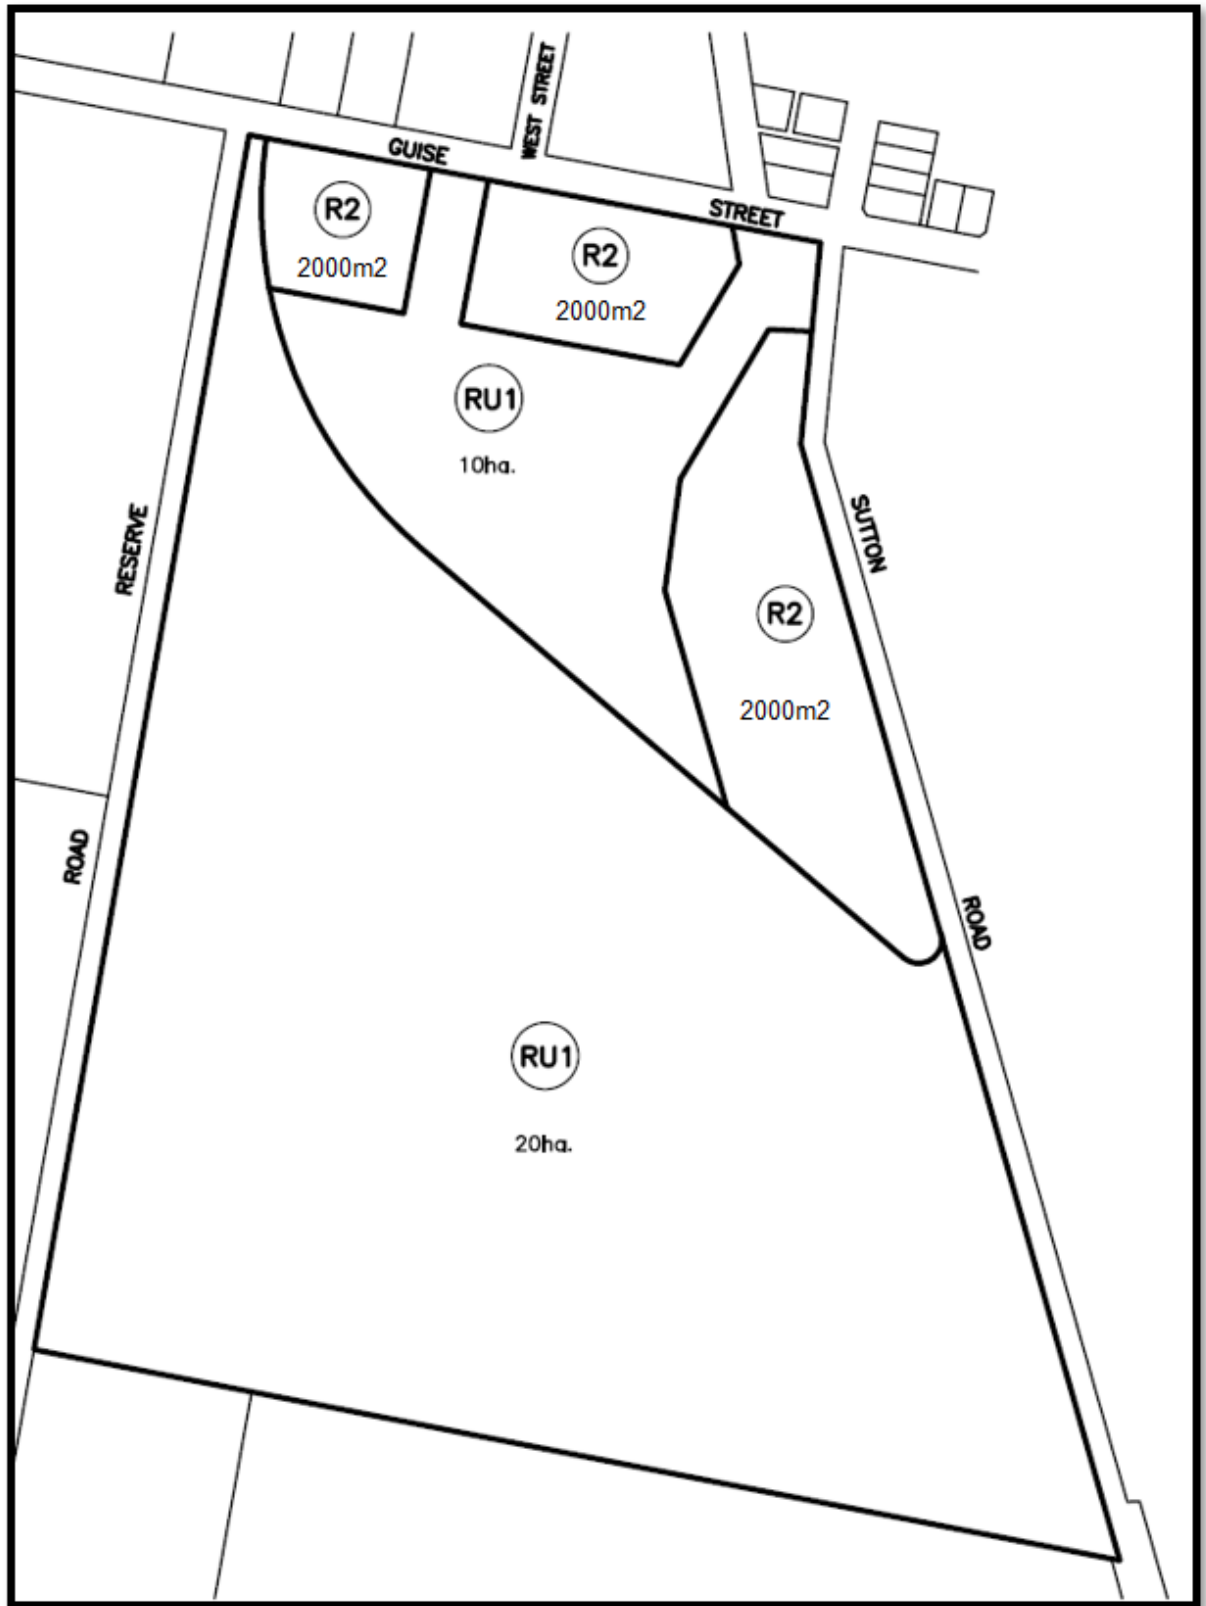 WEST STREET
GUISE
STREET
R2
2000m2
R2
2000m2
RU1
10ha.
RESERVE
SUTTON
R2
2000m2
ROAD
ROAD
RU1
20ha.